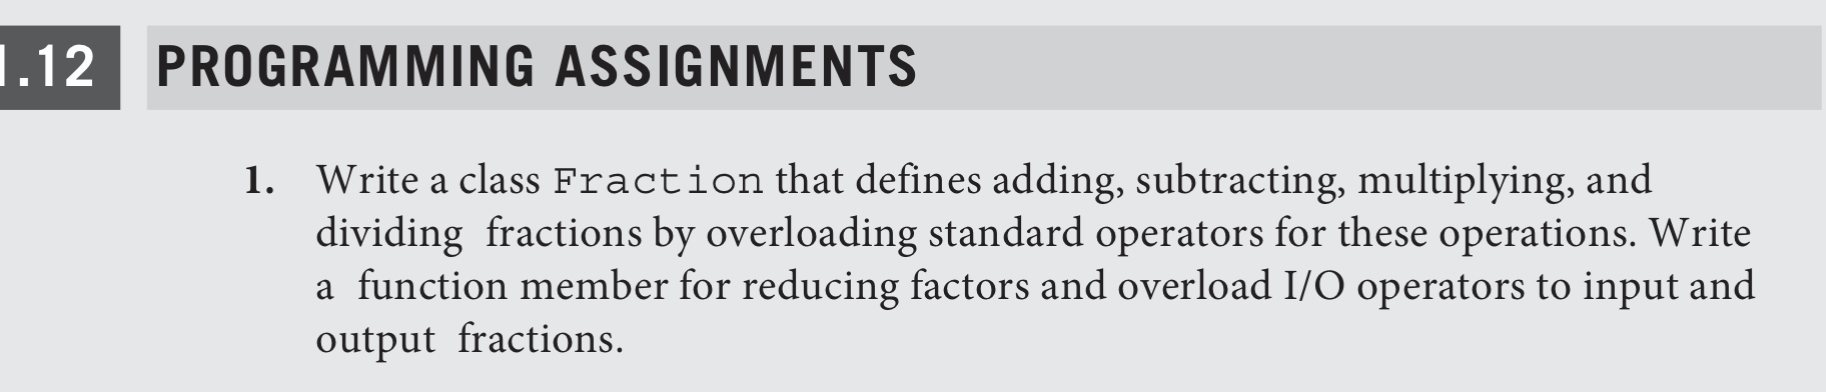 1.12
PROGRAMMING ASSIGNMENTS
1. Write a class Fraction that defines adding, subtracting, multiplying, and
dividing fractions by overloading standard operators for these operations. Write
a function member for reducing factors and overload I/O operators to input and
output fractions.